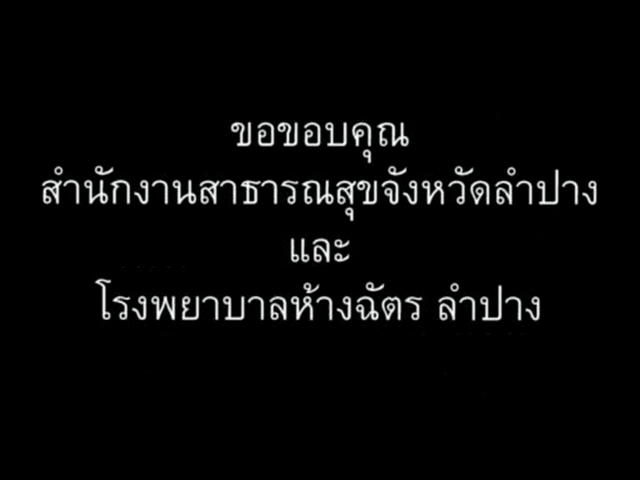 ขอขอบคุณ
สำนักงานสาธารณสุขจังหวัดลำปาง
และ
โรงพยาบาลห้างฉัตร ลำปาง